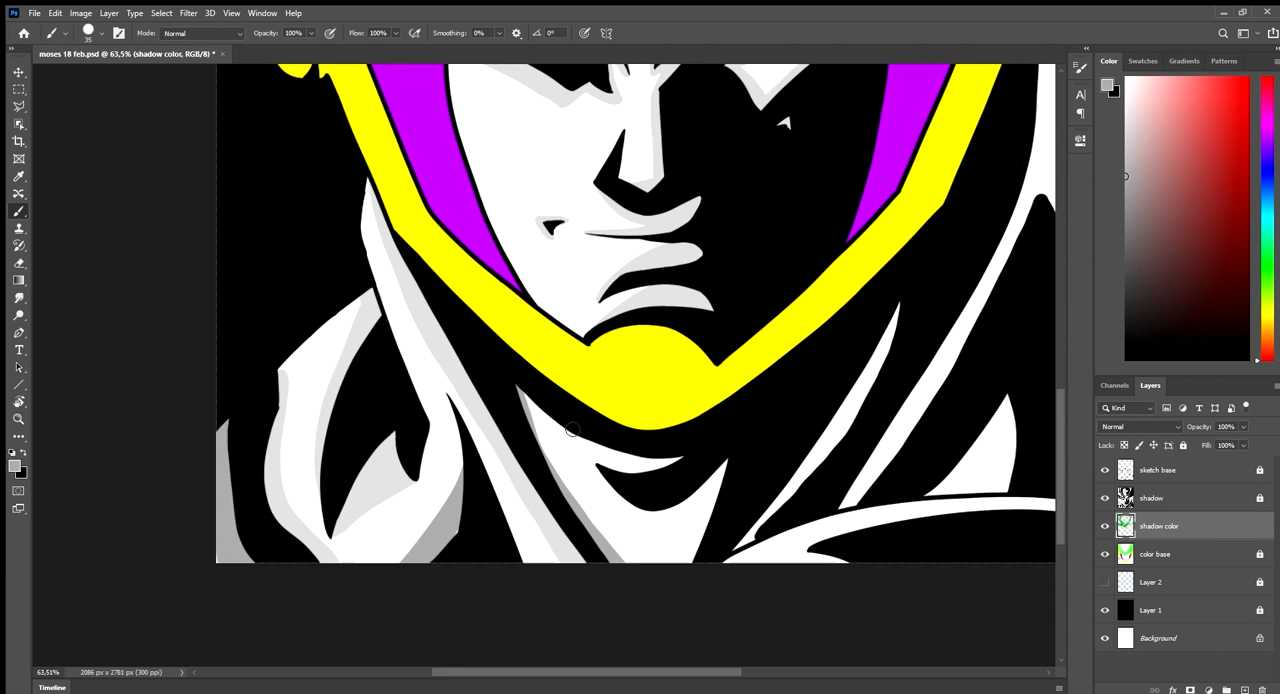 Ps File Edit Image Layer Type Select Filter 3D View Window Help
35 Mode: Normal Opacity: 100% Flow: 100% Smoothing: 0% 0°
moses 18 feb.psd @ 63,5% (shadow color, RGB/8) * ×
Color Swatches Gradients Patterns
Channels Layers
Kind
Normal Opacity: 100%
Lock: Fill: 100%
sketch base
shadow
shadow color
color base
Layer 2
Layer 1
Background
63,51% 2086 px x 2781 px (300 ppi)
Timeline